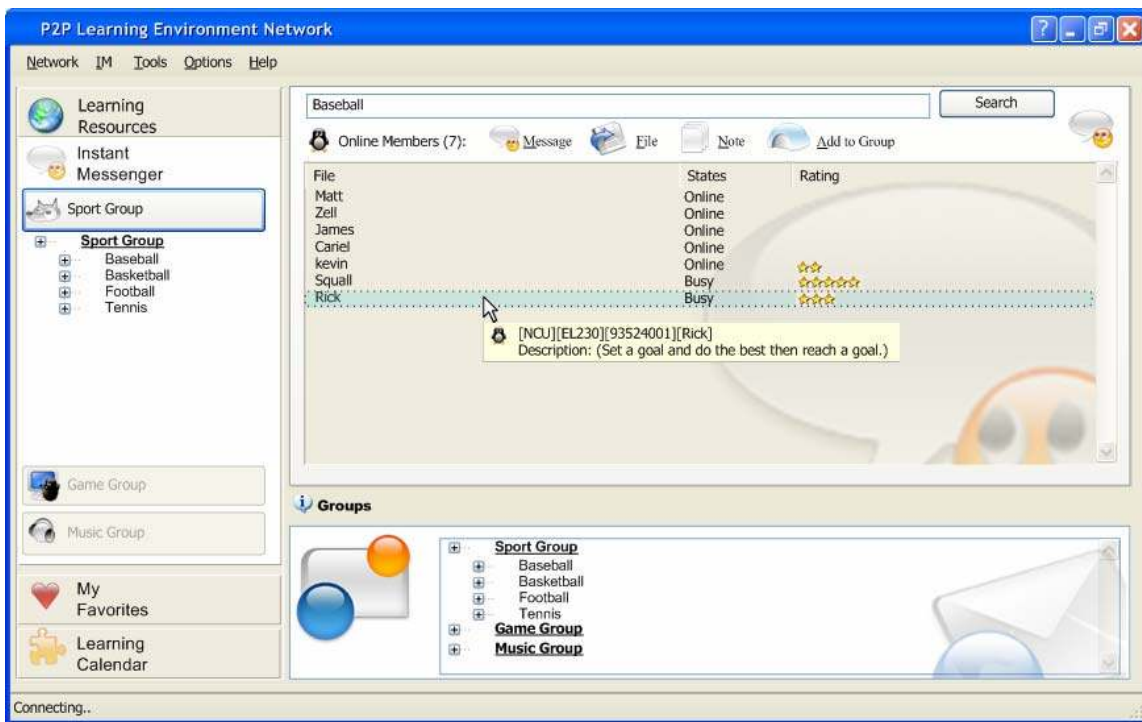 P2P Learning Environment Network
Network IM Tools Options Help
Learning
Resources
Instant
Messenger
Sport Group
Sport Group
Baseball
Basketball
Football
Tennis
Game Group
Music Group
My
Favorites
Learning
Calendar
Baseball
Search
Online Members (7): Message File Note Add to Group
File States Rating
Matt Online
Zell Online
James Online
Cariel Online
kevin Online
Squall Busy
Rick Busy
[NCU][EL230][93524001][Rick]
Description: (Set a goal and do the best then reach a goal.)
Groups
Sport Group
Baseball
Basketball
Football
Tennis
Game Group
Music Group
Connecting..